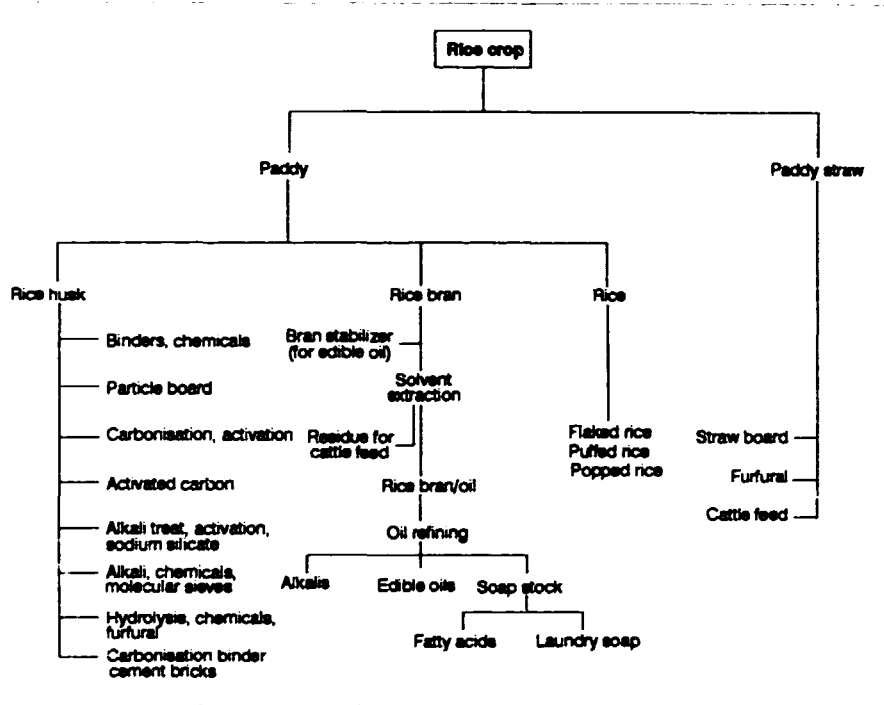 Rice crop
Paddy
Paddy straw
Rice husk
Rice bran
Rice
Binders, chemicals
Particle board
Carbonisation, activation
Activated carbon
Alkali treat, activation,
sodium silicate
Alkali, chemicals,
molecular sieves
Hydrolysis, chemicals,
furfural
Carbonisation binder
cement bricks
Bran stabilizer
(for edible oil)
Solvent
extraction
Residue for
cattle feed
Rice bran/oil
Oil refining
Alkalis
Edible oils
Soap stock
Fatty acids
Laundry soap
Flaked rice
Puffed rice
Popped rice
Straw board
Furfural
Cattle feed